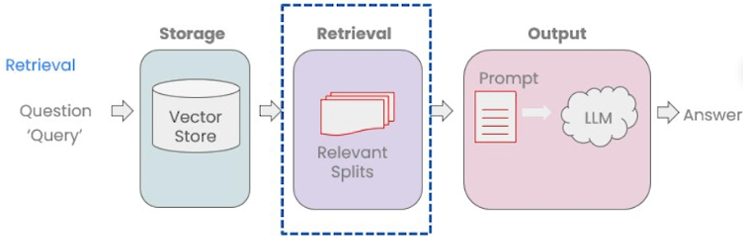 Storage
Retrieval
Output
Retrieval
Question
‘Query’
Vector
Store
Relevant
Splits
Prompt
LLM
Answer